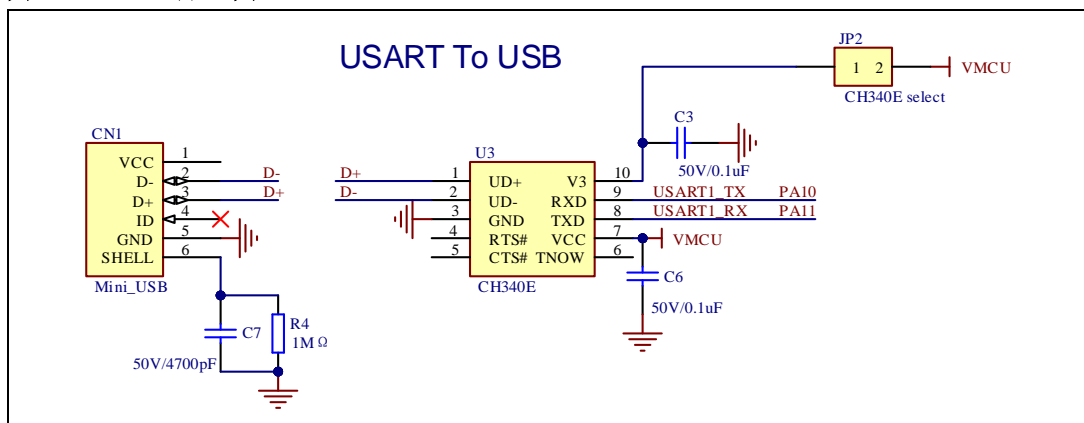 USART To USB
JP2
1 2
VMCU
CH340E select
C3
50V/0.1uF
CN1
VCC 1
D- 2 D-
D+ 3 D+
ID 4
GND 5
SHELL 6
Mini_USB
U3
D+ 1 UD+ V3 10
D- 2 UD- RXD 9 USART1_TX PA10
3 GND TXD 8 USART1_RX PA11
4 RTS# VCC 7 VMCU
5 CTS# TNOW 6
CH340E
C6
50V/0.1uF
C7
50V/4700pF
R4
1MΩ